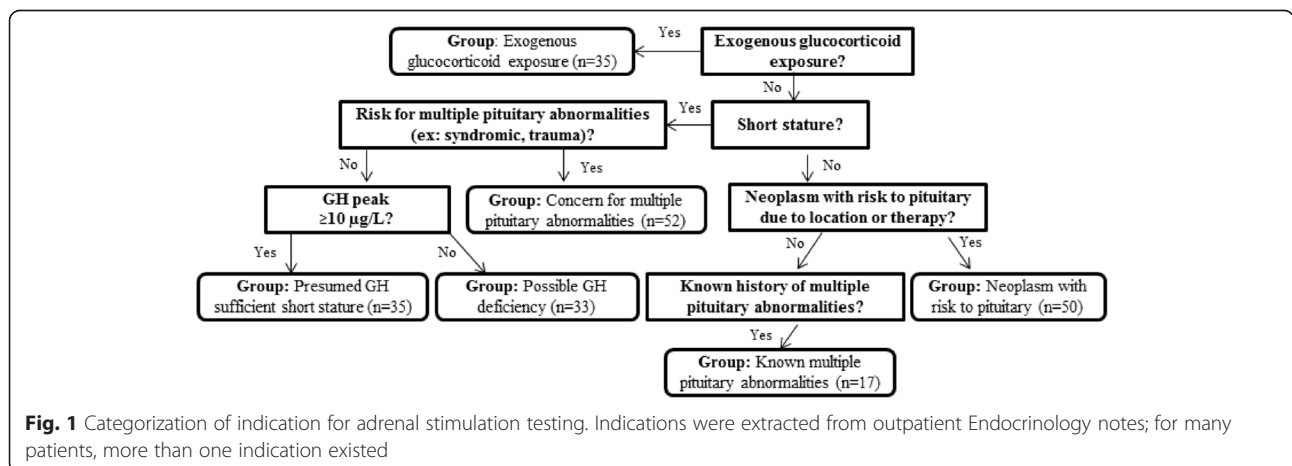 Group: Exogenous
glucocorticoid exposure (n=35)
Yes
Exogenous glucocorticoid
exposure?
No
Risk for multiple pituitary abnormalities
(ex: syndromic, trauma)?
Yes
Short stature?
No
Yes
No
GH peak
≥10 µg/L?
Group: Concern for multiple
pituitary abnormalities (n=52)
Neoplasm with risk to pituitary
due to location or therapy?
Yes
No
No
Yes
Group: Presumed GH
sufficient short stature (n=35)
Group: Possible GH
deficiency (n=33)
Known history of multiple
pituitary abnormalities?
Group: Neoplasm with
risk to pituitary (n=50)
Yes
Group: Known multiple
pituitary abnormalities (n=17)
Fig. 1 Categorization of indication for adrenal stimulation testing. Indications were extracted from outpatient Endocrinology notes; for many
patients, more than one indication existed